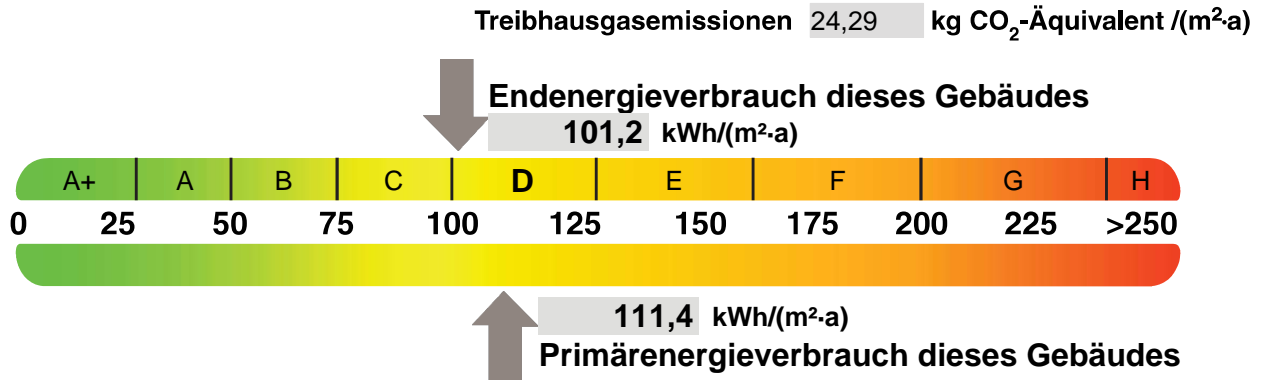 Treibhausgasemissionen 24,29 kg CO₂-Äquivalent /(m²·a)
Endenergieverbrauch dieses Gebäudes
101,2 kWh/(m²·a)
A+ A B C D E F G H
0 25 50 75 100 125 150 175 200 225 >250
111,4 kWh/(m²·a)
Primärenergieverbrauch dieses Gebäudes